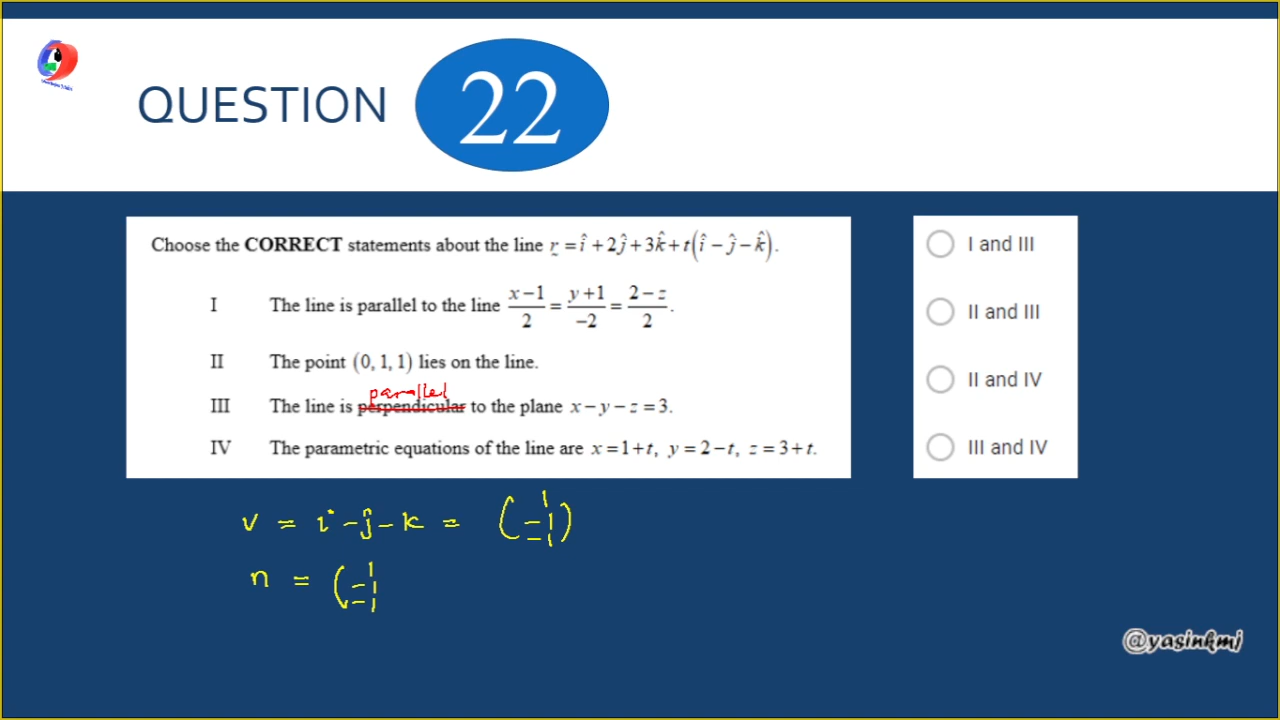 QUESTION 22
Choose the CORRECT statements about the line r = î + 2ĵ + 3k̂ + t(î − ĵ − k̂).
I The line is parallel to the line (x−1)/2 = (y+1)/−2 = (2−z)/2.
II The point (0, 1, 1) lies on the line.
parallel
III The line is perpendicular to the plane x − y − z = 3.
IV The parametric equations of the line are x = 1 + t, y = 2 − t, z = 3 + t.
I and III
II and III
II and IV
III and IV
v = i − j − k = (1 −1 −1)
n = (1 −1 −1
@yasinkmj